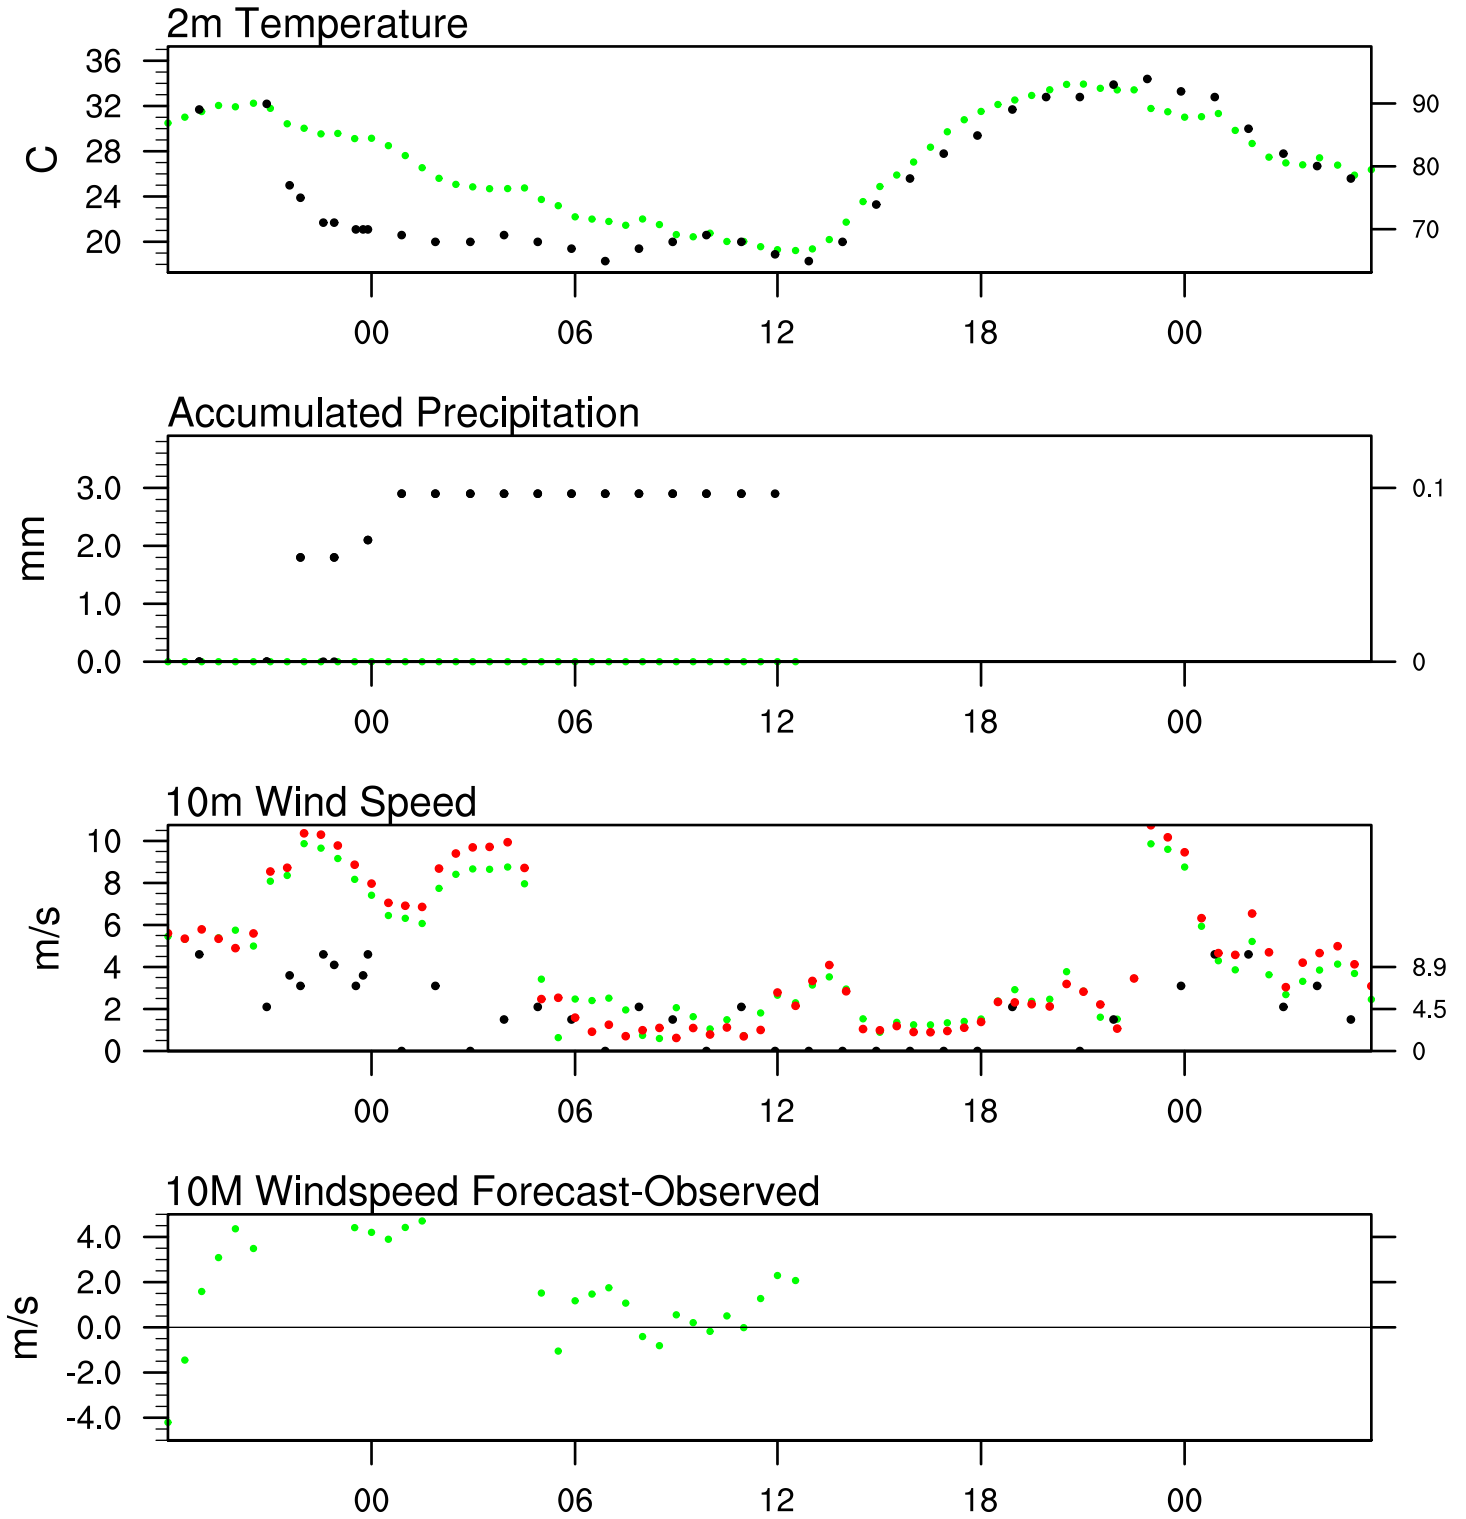 2m Temperature
36
32
28
24
20
C
90
80
70
00 06 12 18 00
Accumulated Precipitation
3.0
2.0
1.0
0.0
mm
0.1
0
00 06 12 18 00
10m Wind Speed
10
8
6
4
2
0
m/s
8.9
4.5
0
00 06 12 18 00
10M Windspeed Forecast-Observed
4.0
2.0
0.0
-2.0
-4.0
m/s
00 06 12 18 00